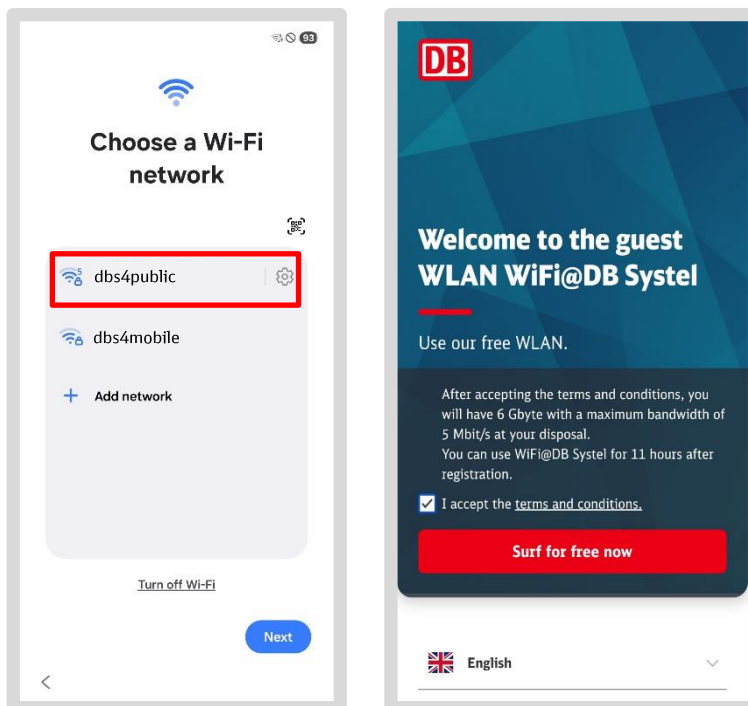 93
Choose a Wi-Fi
network
dbs4public
dbs4mobile
Add network
Turn off Wi-Fi
Next
DB
Welcome to the guest
WLAN WiFi@DB Systel
Use our free WLAN.
After accepting the terms and conditions, you
will have 6 Gbyte with a maximum bandwidth of
5 Mbit/s at your disposal.
You can use WiFi@DB Systel for 11 hours after
registration.
I accept the terms and conditions.
Surf for free now
English